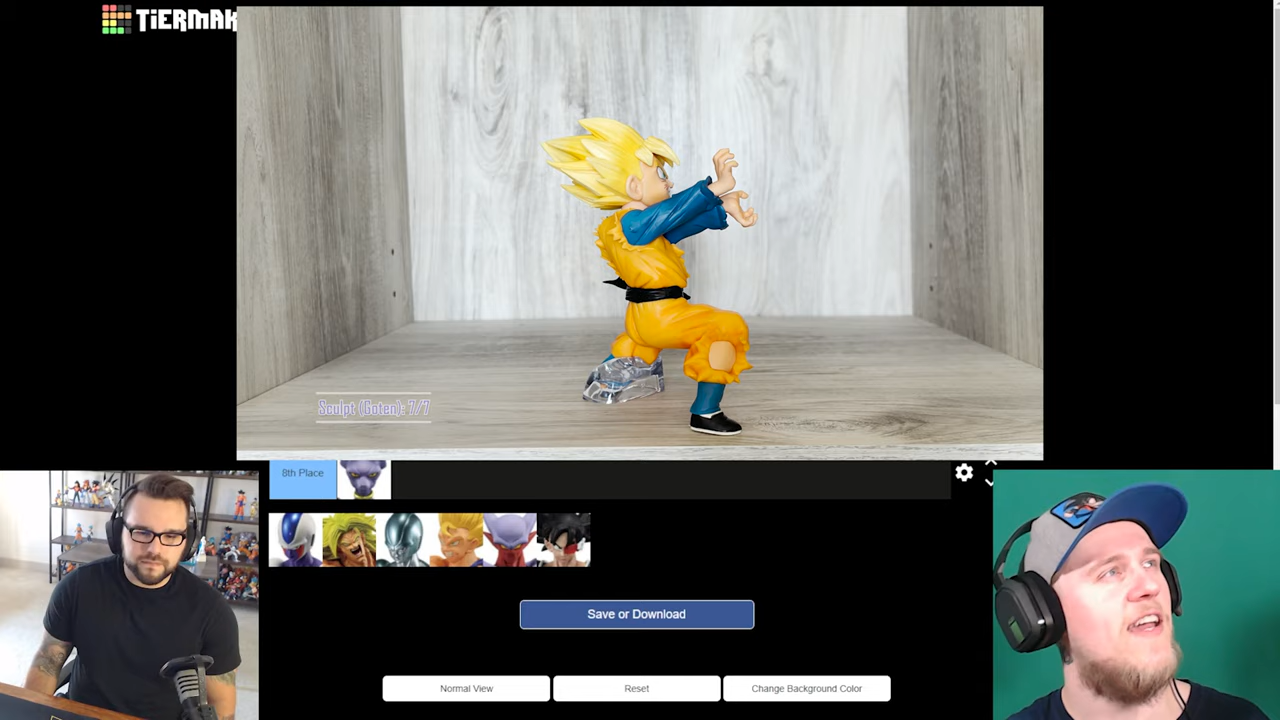 TiERMAK
Sculpt (Goten): 7/7
8th Place
Save or Download
Normal View
Reset
Change Background Color